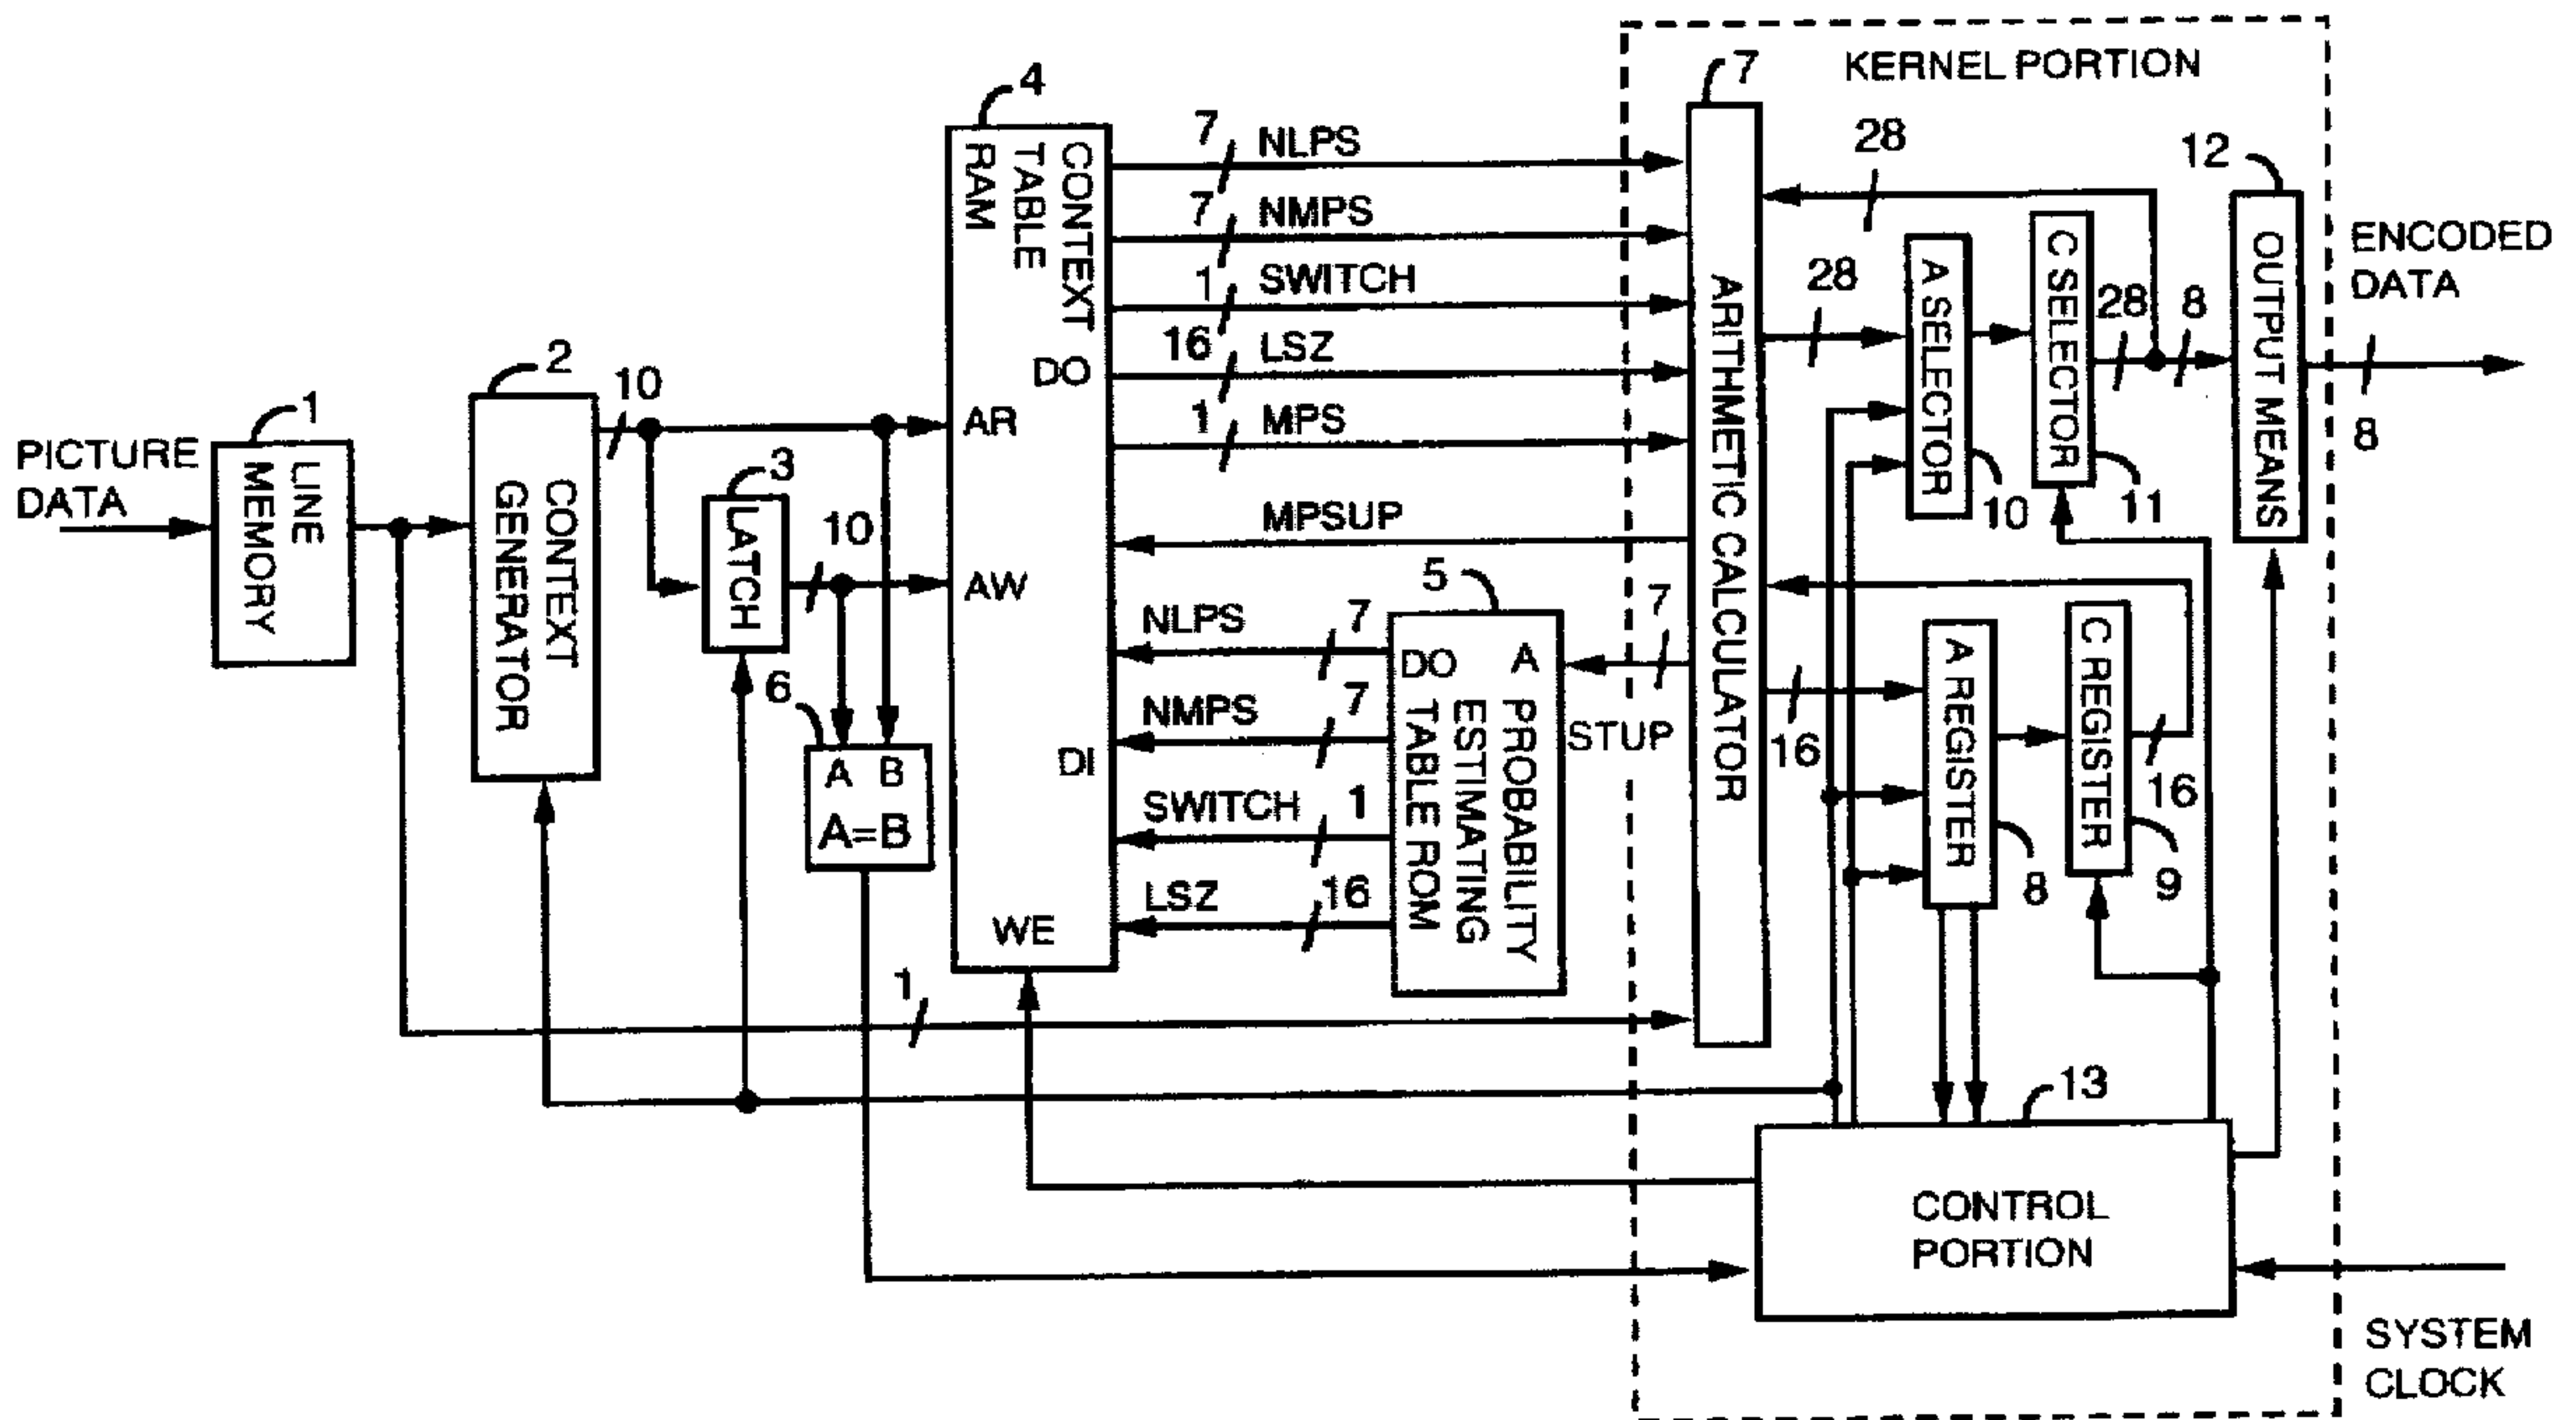 KERNEL PORTION
7
4
7
NLPS
28
12
CONTEXT
TABLE
RAM
7
NMPS
ENCODED
DATA
1
SWITCH
28
A SELECTOR
C SELECTOR
28
8
OUTPUT MEANS
16
LSZ
DO
2
10
1
MPS
AR
8
1
3
10
11
PICTURE
DATA
LINE
MEMORY
CONTEXT
GENERATOR
LATCH
10
MPSUP
ARITHMETIC CALCULATOR
AW
5
7
NLPS
7
DO
A
PROBABILITY
ESTIMATING
TABLE ROM
A REGISTER
C REGISTER
6
NMPS
7
STUP
16
DI
A
B
A=B
SWITCH
1
16
LSZ
16
8
9
WE
1
13
CONTROL
PORTION
SYSTEM
CLOCK